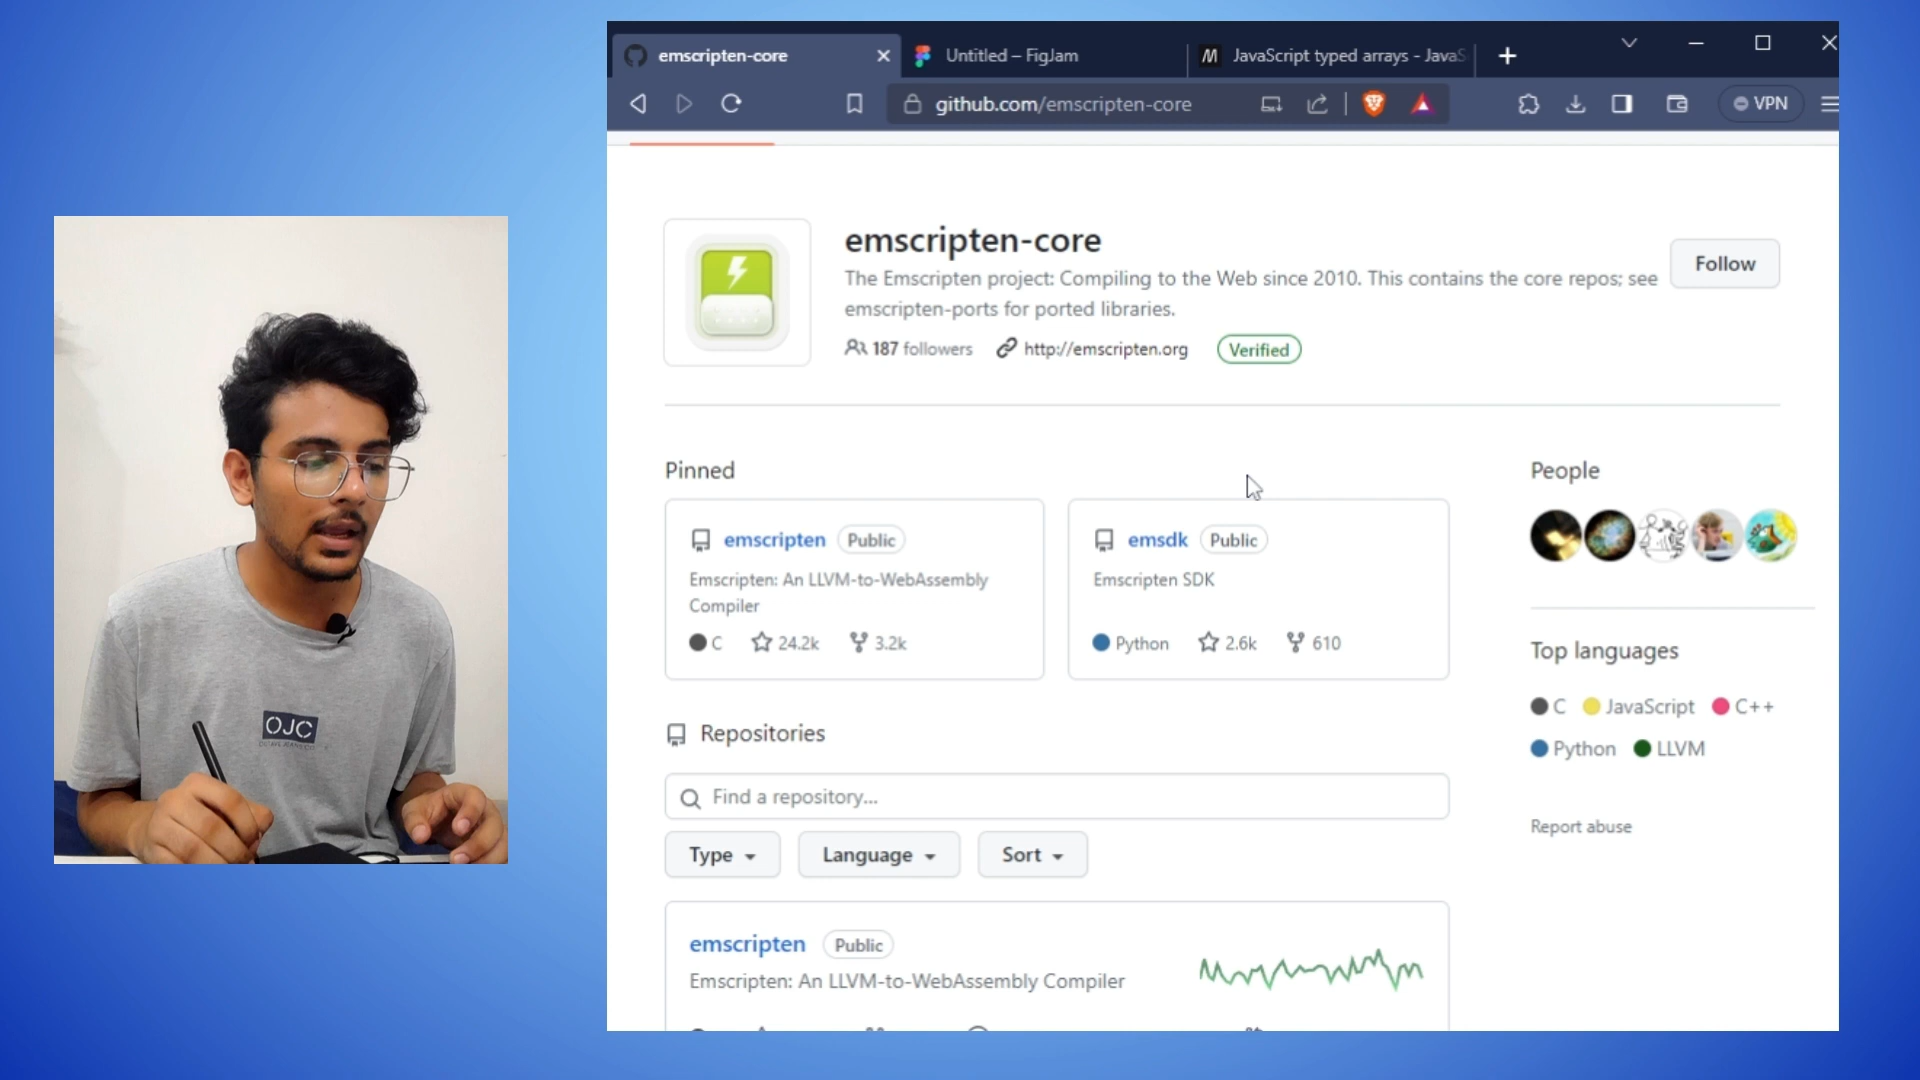 emscripten-core
Untitled – FigJam
JavaScript typed arrays - JavaS
github.com/emscripten-core
VPN
emscripten-core
The Emscripten project: Compiling to the Web since 2010. This contains the core repos; see
emscripten-ports for ported libraries.
Follow
187 followers
http://emscripten.org
Verified
Pinned
emscripten
Public
Emscripten: An LLVM-to-WebAssembly
Compiler
C
24.2k
3.2k
emsdk
Public
Emscripten SDK
Python
2.6k
610
People
Top languages
C JavaScript C++
Python LLVM
Report abuse
Repositories
Find a repository...
Type
Language
Sort
emscripten
Public
Emscripten: An LLVM-to-WebAssembly Compiler
OJC